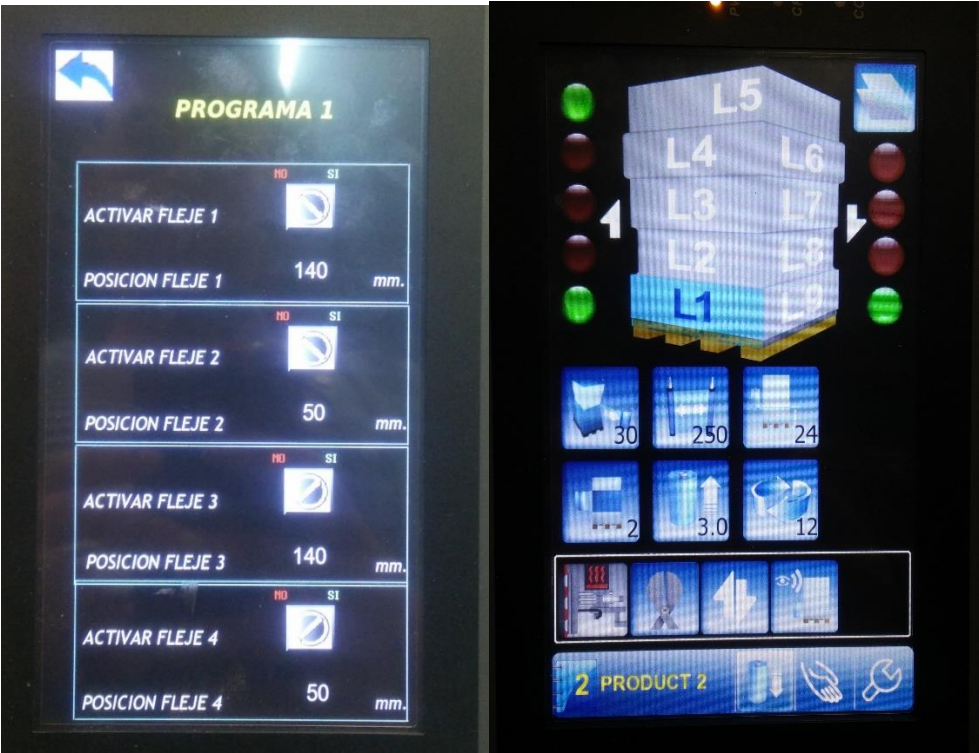 PROGRAMA 1
NO SI
ACTIVAR FLEJE 1
POSICION FLEJE 1 140 mm.
NO SI
ACTIVAR FLEJE 2
POSICION FLEJE 2 50 mm.
NO SI
ACTIVAR FLEJE 3
POSICION FLEJE 3 140 mm.
NO SI
ACTIVAR FLEJE 4
POSICION FLEJE 4 50 mm.
L5
L4 L6
L3 L7
L2 L8
L1 L9
30 250 24
2 3.0 12
2 PRODUCT 2